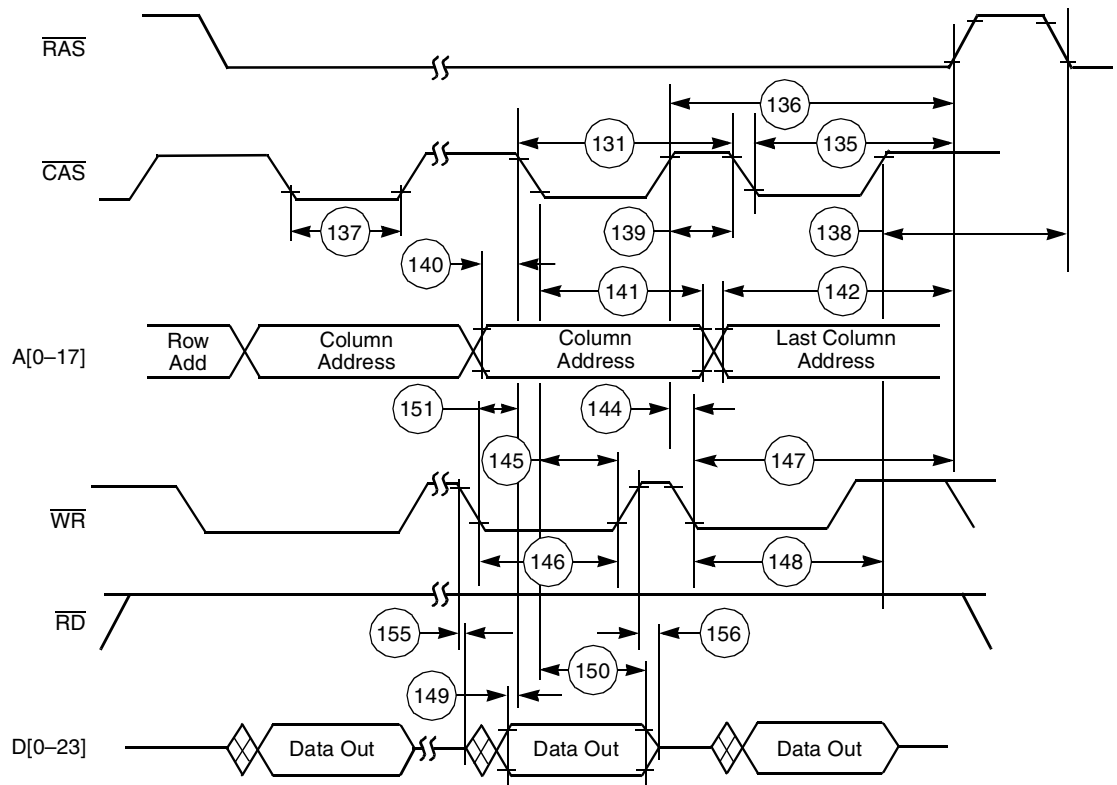 RAS
136
CAS
131
135
137
139
138
140
141
142
A[0–17]
Row
Add
Column
Address
Column
Address
Last Column
Address
151
144
145
147
WR
146
148
RD
155
156
150
149
D[0–23]
Data Out
Data Out
Data Out